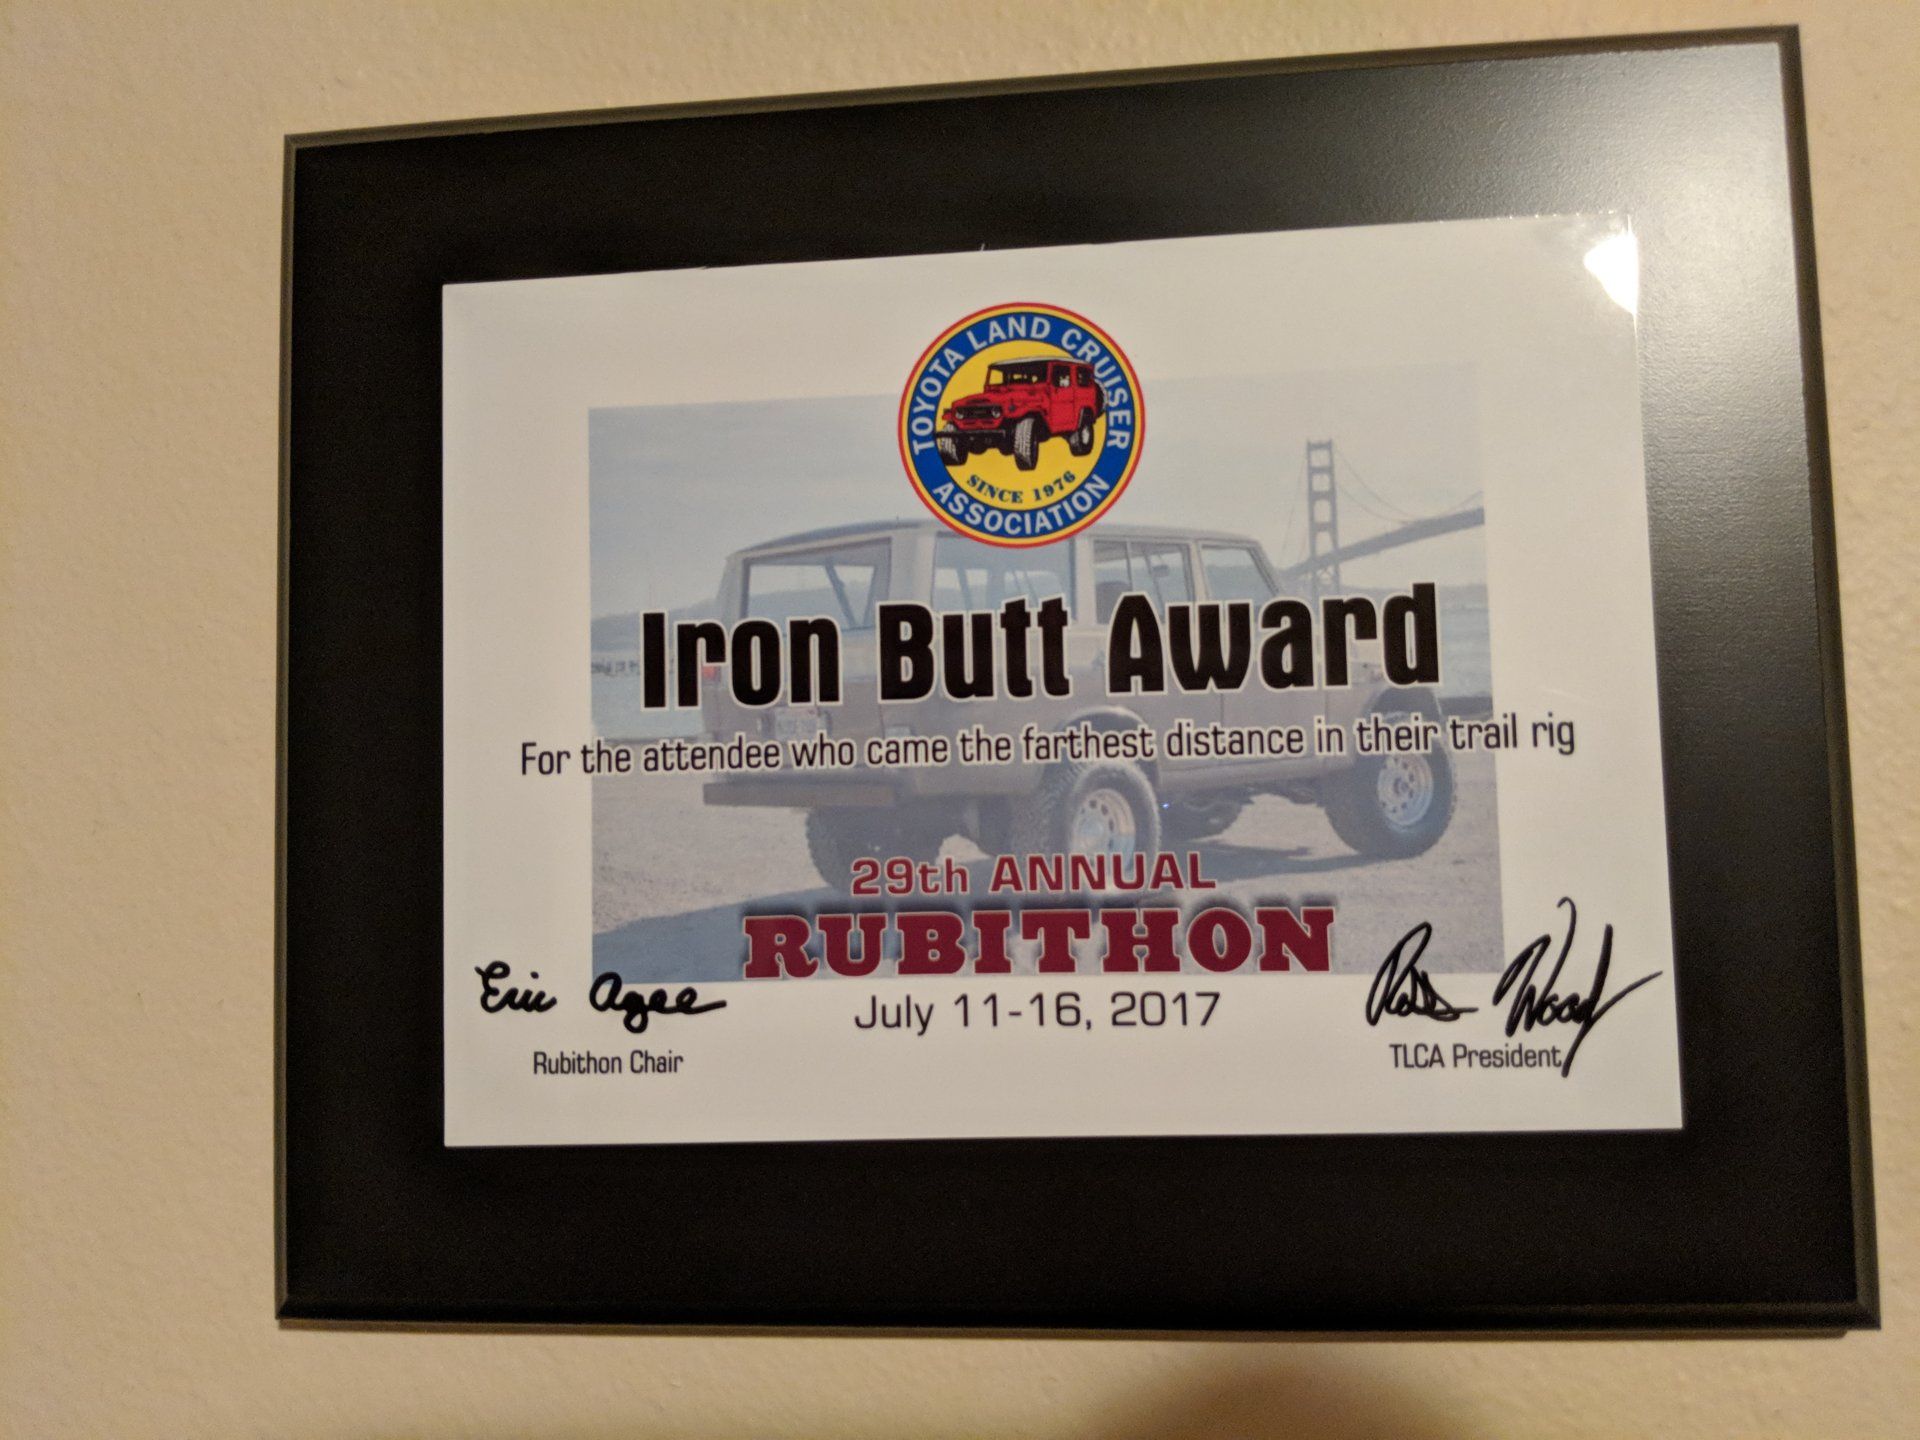 TOYOTA LAND CRUISER
SINCE 1976
ASSOCIATION
Iron Butt Award
For the attendee who came the farthest distance in their trail rig
29th ANNUAL
RUBITHON
July 11-16, 2017
Eric Agee
Rubithon Chair
Wood
TLCA President